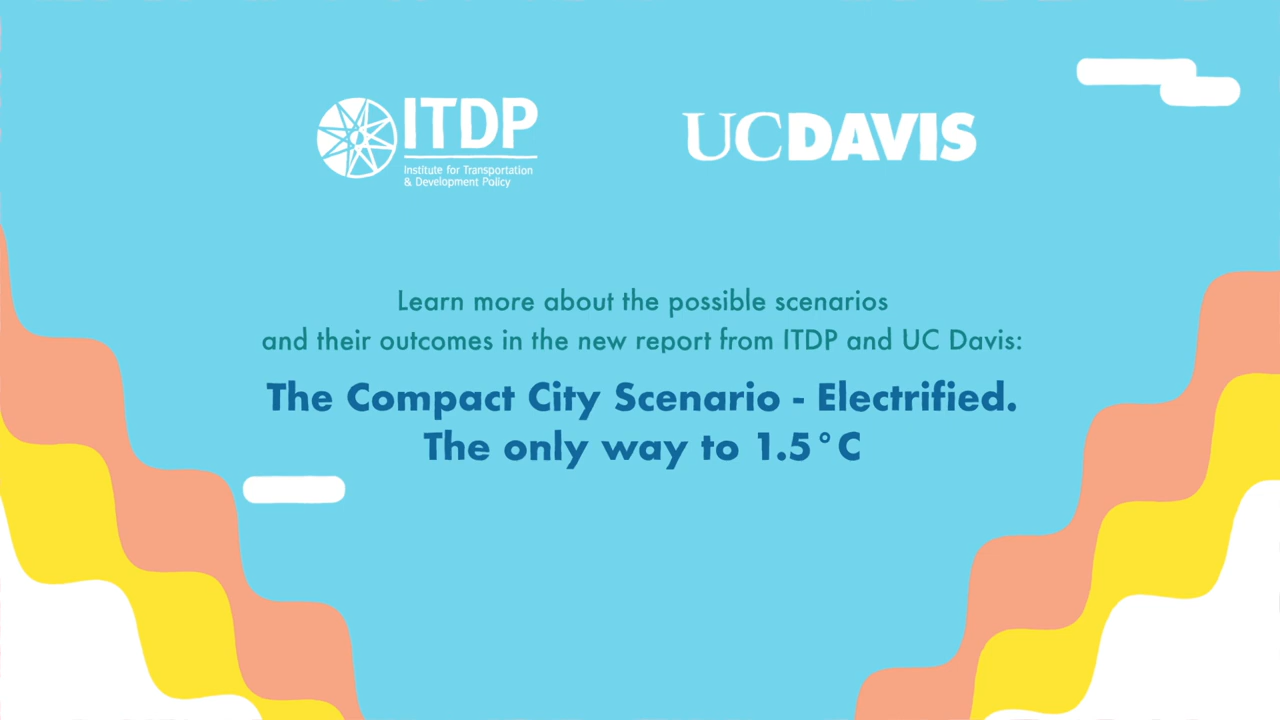 ITDP
Institute for Transportation
& Development Policy
UCDAVIS
Learn more about the possible scenarios
and their outcomes in the new report from ITDP and UC Davis:
The Compact City Scenario - Electrified.
The only way to 1.5°C